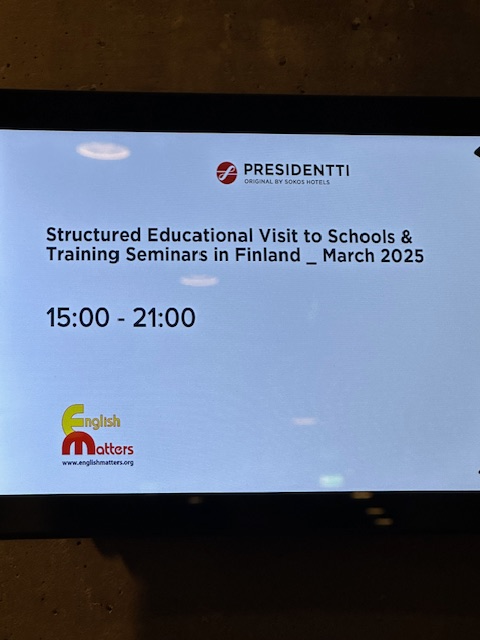 PRESIDENTTI
ORIGINAL BY SOKOS HOTELS
Structured Educational Visit to Schools &
Training Seminars in Finland _ March 2025
15:00 - 21:00
English
Matters
www.englishmatters.org